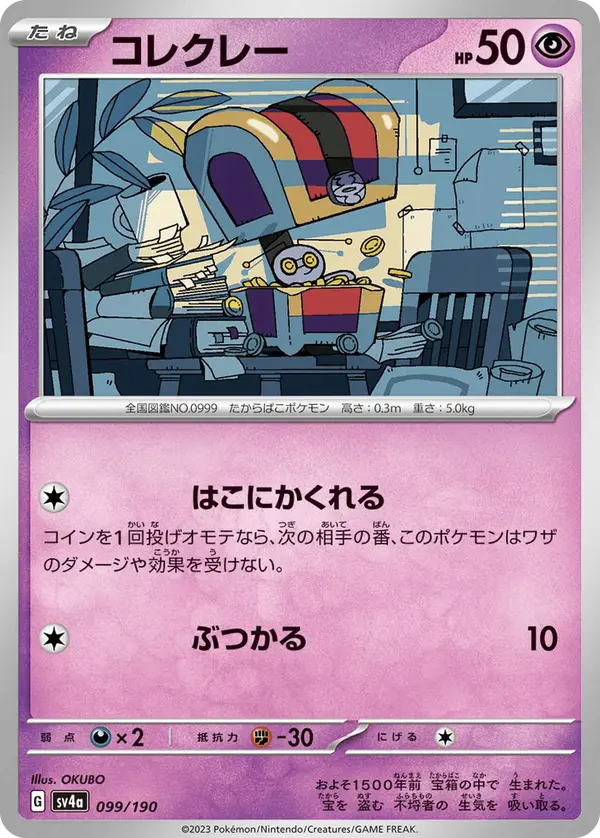 たね コレクレー HP50
全国図鑑NO.0999 たからばこポケモン 高さ:0.3m 重さ:5.0kg
はこにかくれる
コインを1回投げオモテなら、次の相手の番、このポケモンはワザ
のダメージや効果を受けない。
ぶつかる 10
弱点 ×2 抵抗力 -30 にげる
Illus. OKUBO
G sv4a 099/190
およそ1500年前 宝箱の中で 生まれた。
宝を 盗む 不埒者の 生気を 吸い取る。
©2023 Pokémon/Nintendo/Creatures/GAME FREAK.